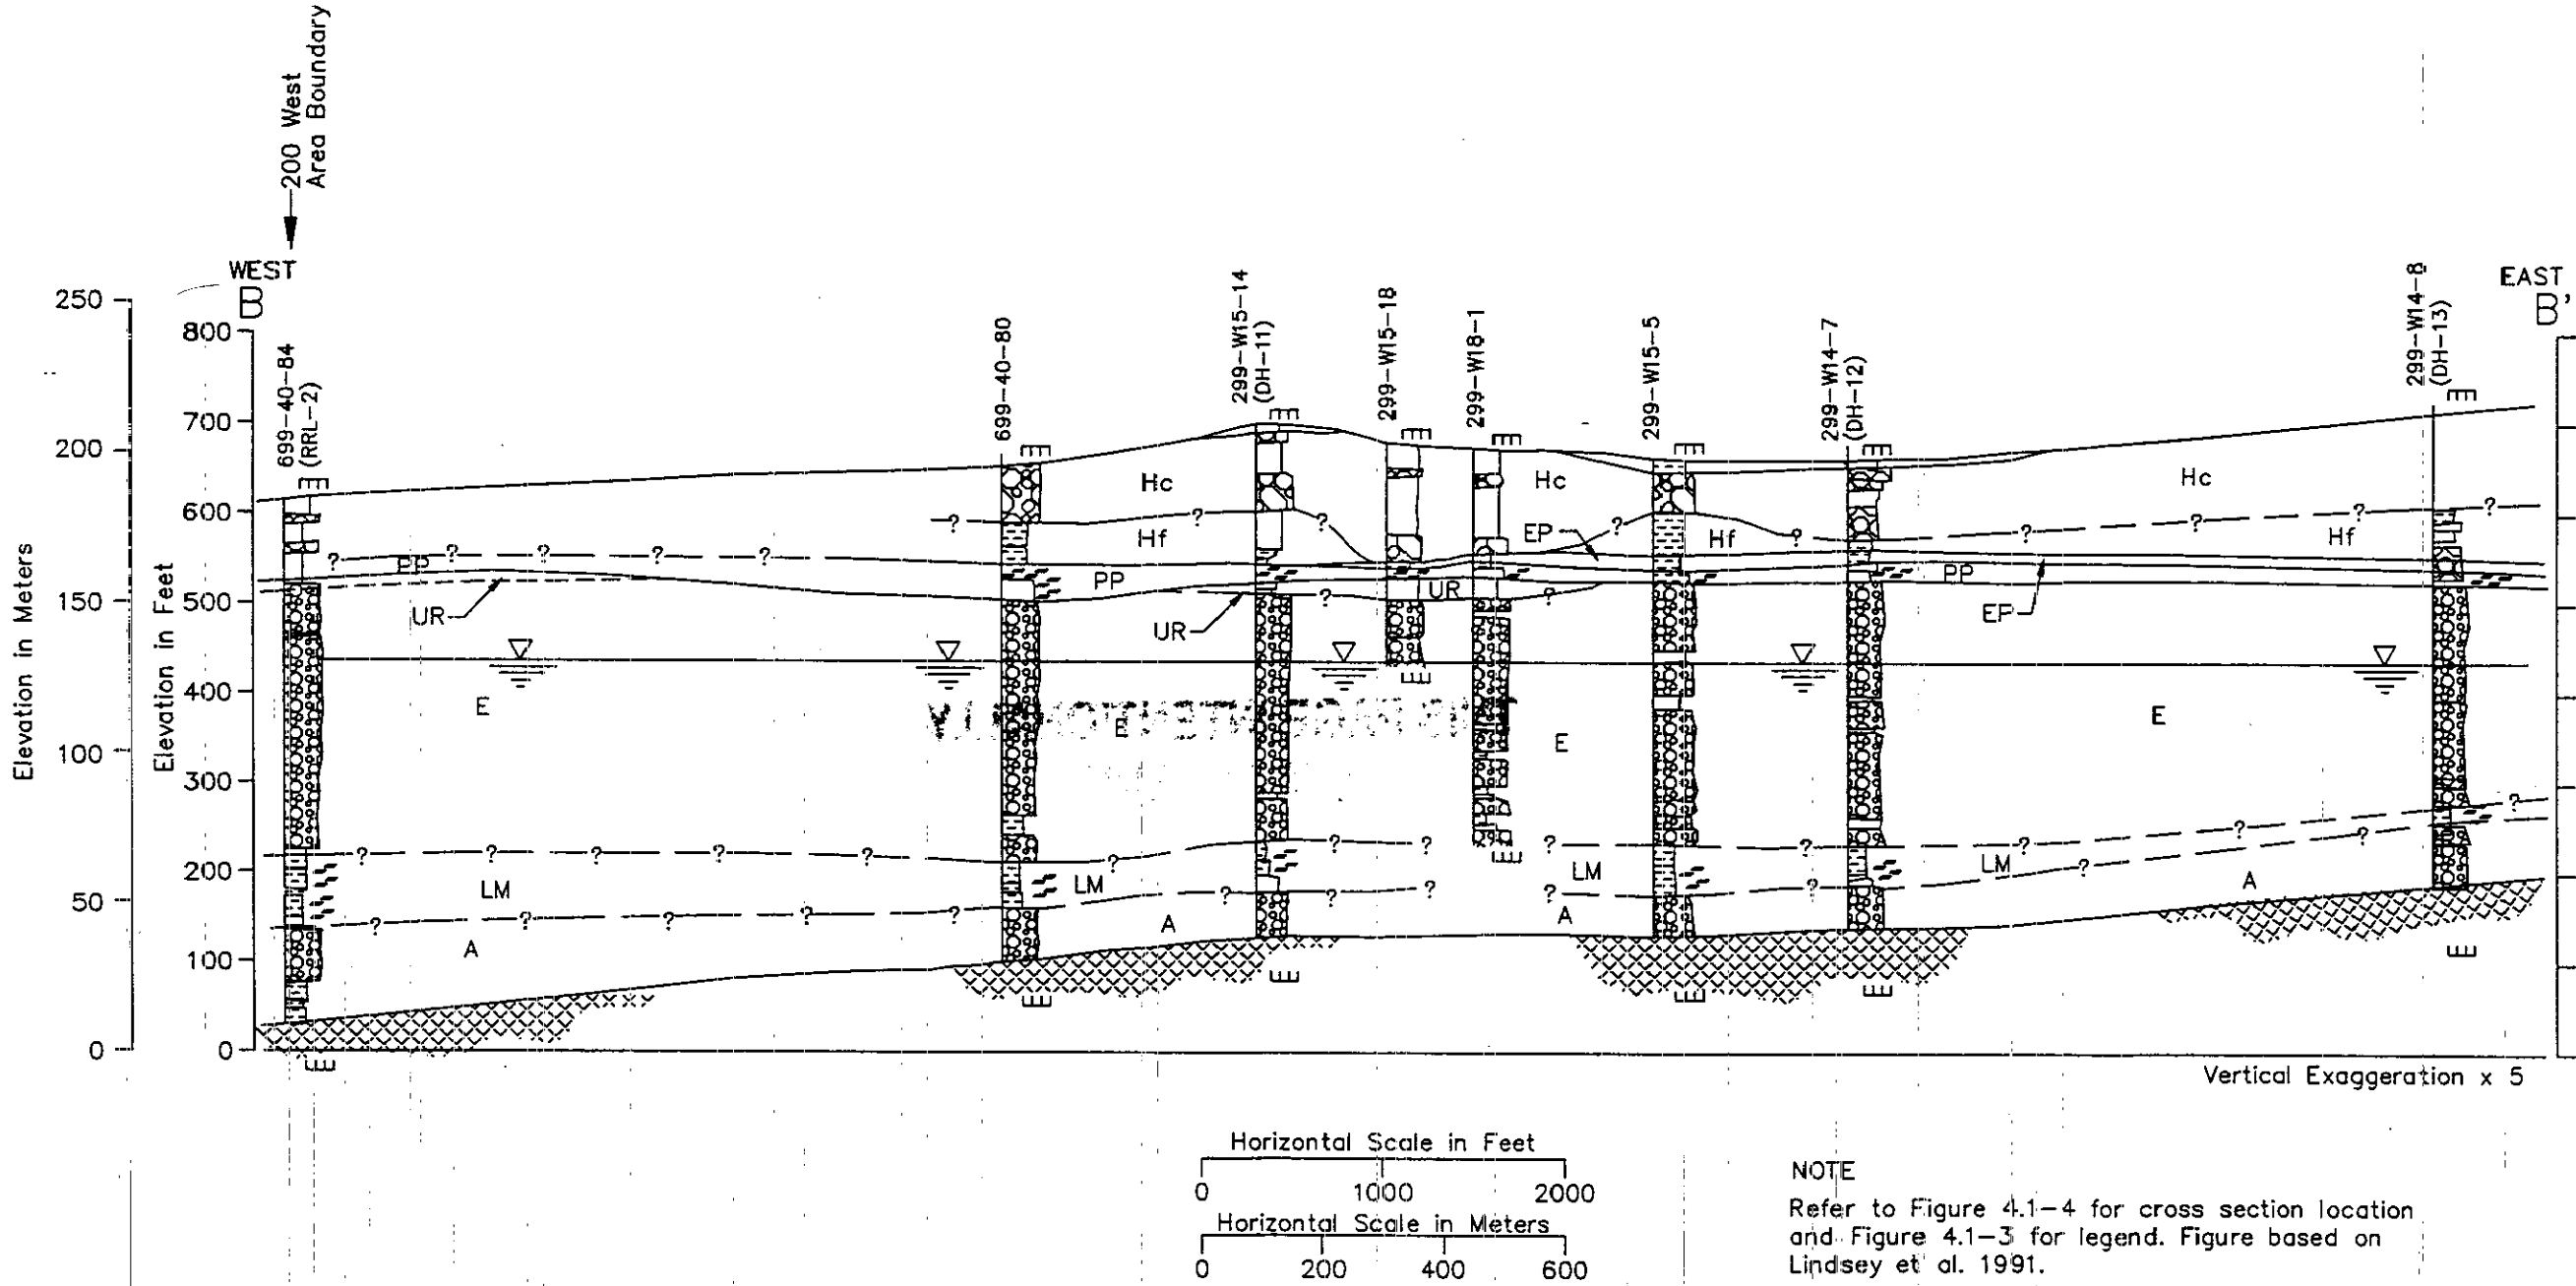 200 West
Area Boundary
WEST
B
EAST
B'
699-40-84
(RRL-2)
699-40-80
299-W15-14
(DH-11)
299-W15-18
299-W18-1
299-W15-5
299-W14-7
(DH-12)
299-W14-8
(DH-13)
Elevation in Meters
250
200
150
100
50
0
Elevation in Feet
800
700
600
500
400
300
200
100
0
Hc
Hc
Hc
? ? ? ? ? ? ? ? ?
Hf
Hf
Hf
EP
? ? ? ? ?
PP
PP
PP
UR
UR
UR
EP
? ?
E
E
E
E
? ? ? ? ? ? ? ? ? ? ? ? ?
LM
LM
LM
LM
? ? ? ? ? ? ? ? ? ? ? ?
A
A
A
A
Vertical Exaggeration x 5
Horizontal Scale in Feet
0 1000 2000
Horizontal Scale in Meters
0 200 400 600
NOTE
Refer to Figure 4.1-4 for cross section location
and Figure 4.1-3 for legend. Figure based on
Lindsey et al. 1991.